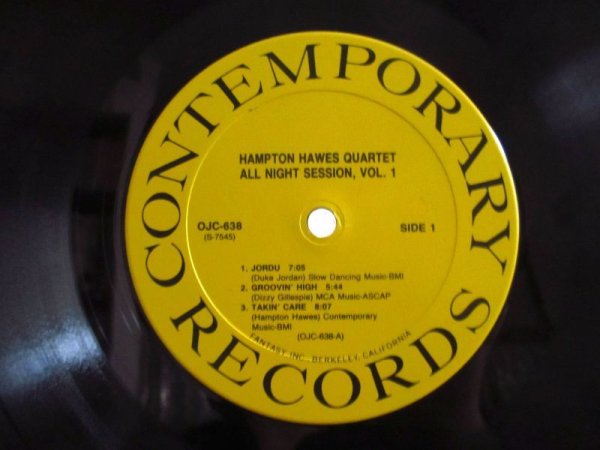 CONTEMPORARY RECORDS
HAMPTON HAWES QUARTET
ALL NIGHT SESSION, VOL. 1
OJC-638
(S-7545)
SIDE 1
1. JORDU 7:05
(Duke Jordan) Slow Dancing Music-BMI
2. GROOVIN' HIGH 5:44
(Dizzy Gillespie) MCA Music-ASCAP
3. TAKIN' CARE 8:07
(Hampton Hawes) Contemporary
Music-BMI
(OJC-638-A)
FANTASY, INC., BERKELEY, CALIFORNIA